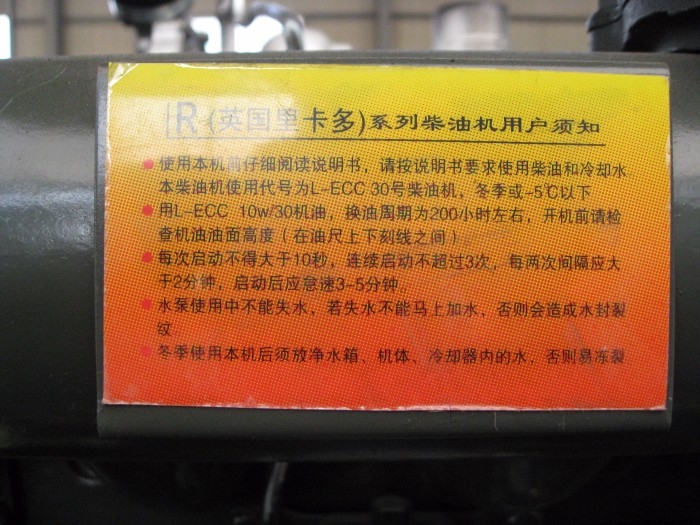 R(英国里卡多)系列柴油机用户须知
使用本机前仔细阅读说明书，请按说明书要求使用柴油和冷却水
本柴油机使用代号为L-ECC 30号柴油机，冬季或-5℃以下
用L-ECC 10w/30机油，换油周期为200小时左右，开机前请检
查机油油面高度（在油尺上下刻线之间）
每次启动不得大于10秒，连续启动不超过3次，每两次间隔应大
于2分钟，启动后应怠速3-5分钟
水泵使用中不能失水，若失水不能马上加水，否则会造成水封裂
纹
冬季使用本机后须放净水箱、机体、冷却器内的水，否则易冻裂